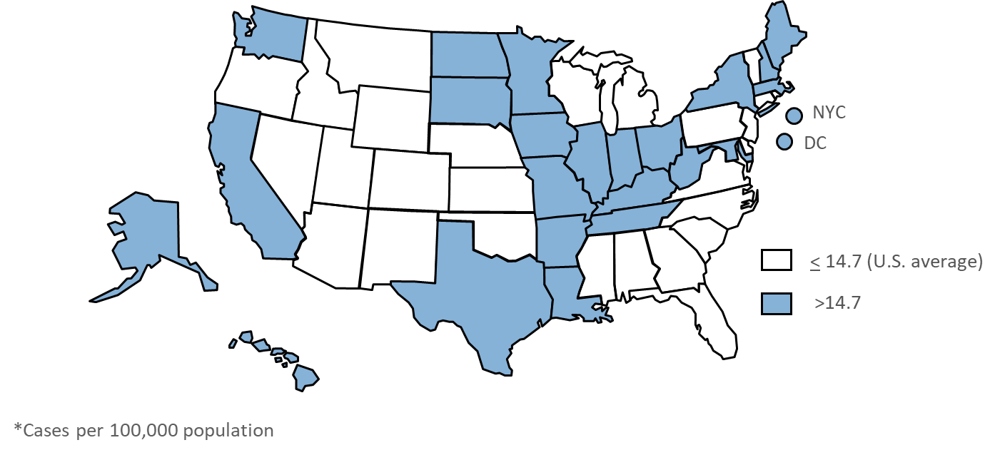 NYC
DC
≤ 14.7 (U.S. average)
>14.7
*Cases per 100,000 population